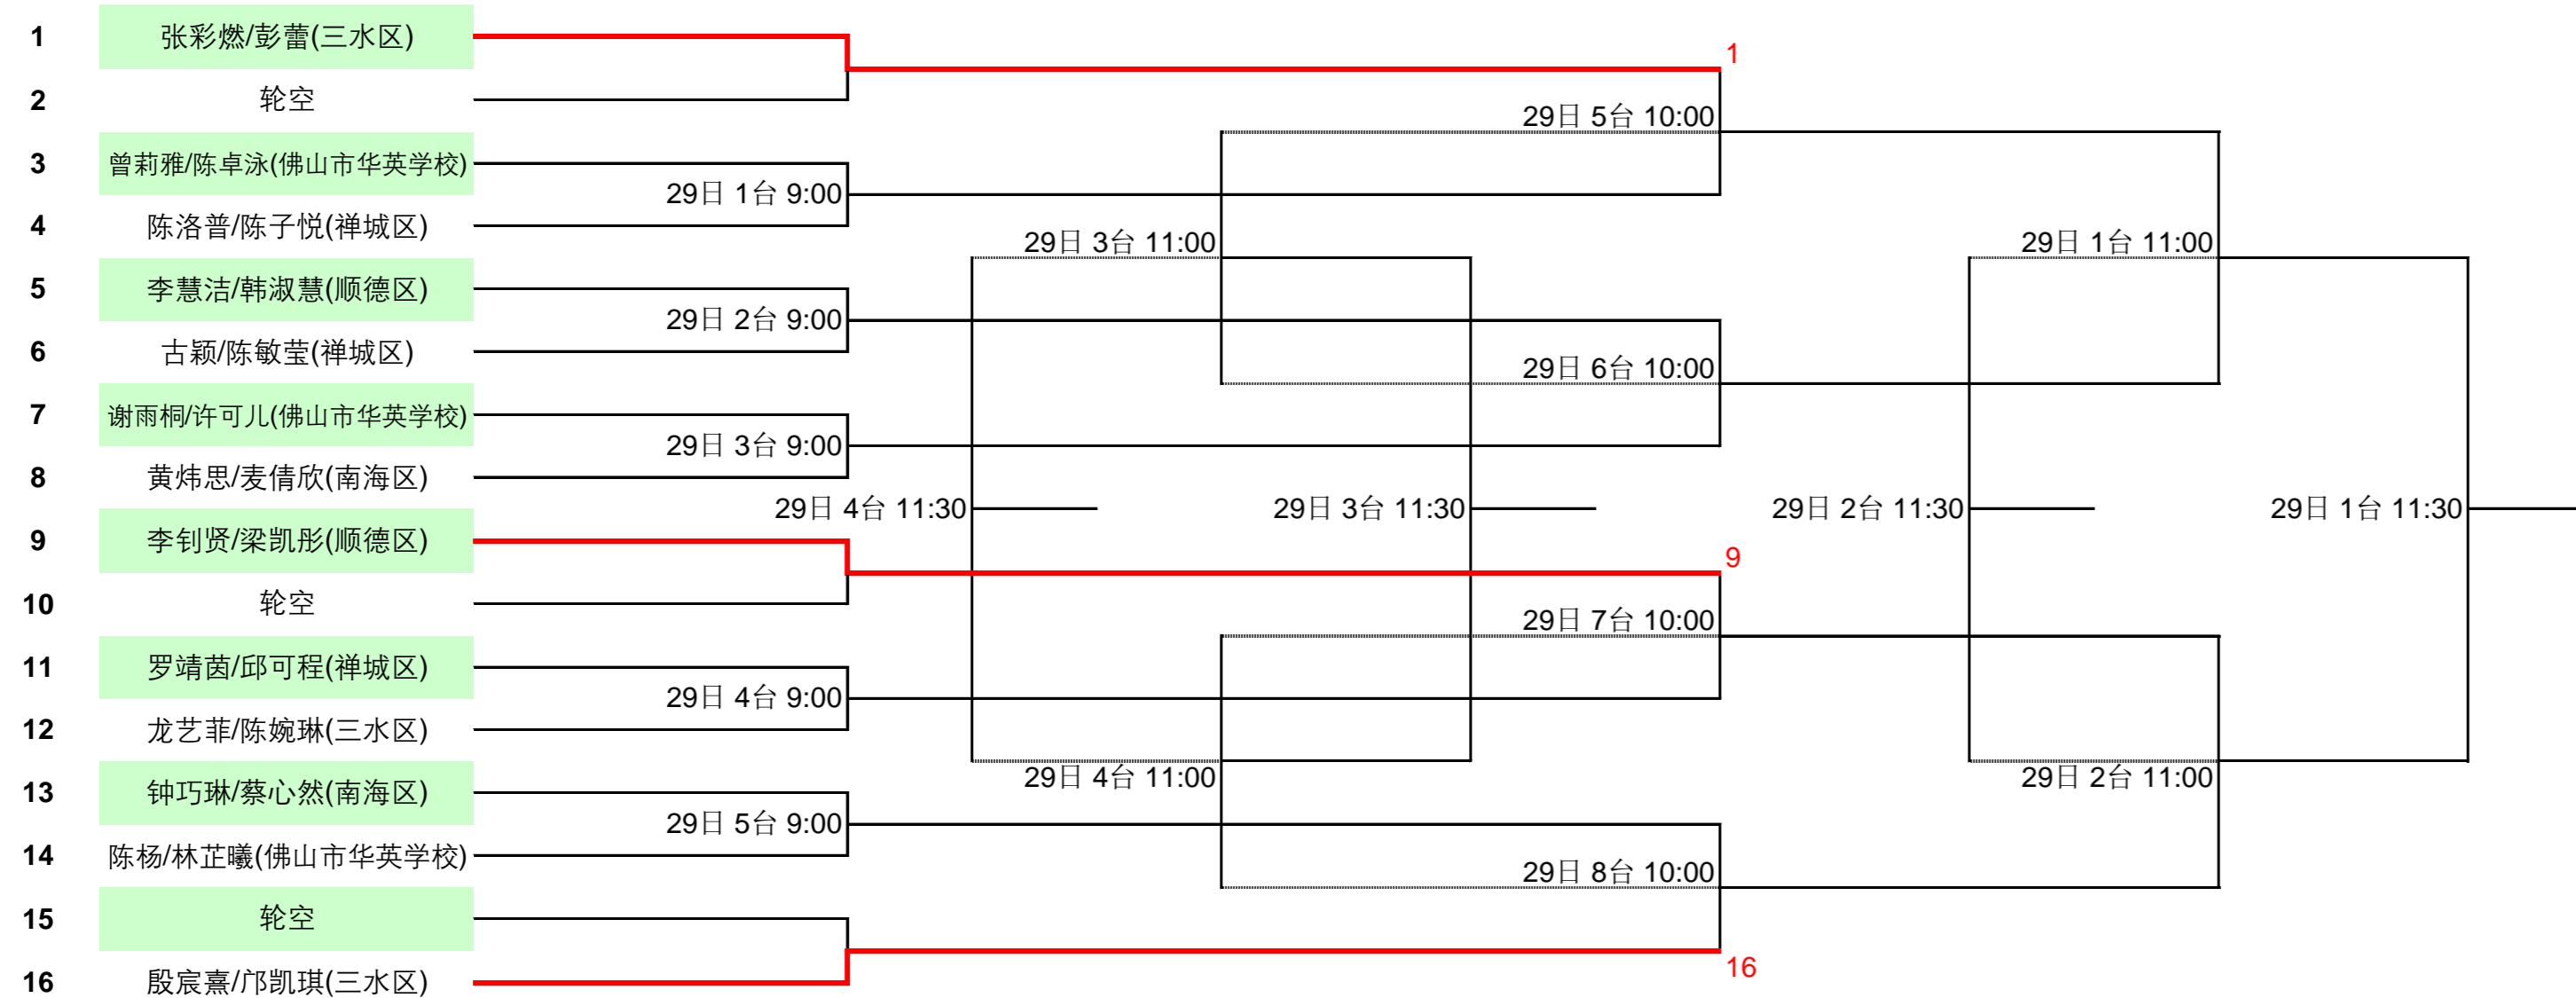 1 张彩燃/彭蕾(三水区)
1
2 轮空
29日 5台 10:00
3 曾莉雅/陈卓泳(佛山市华英学校)
29日 1台 9:00
4 陈洛普/陈子悦(禅城区)
29日 3台 11:00
29日 1台 11:00
5 李慧洁/韩淑慧(顺德区)
29日 2台 9:00
6 古颖/陈敏莹(禅城区)
29日 6台 10:00
7 谢雨桐/许可儿(佛山市华英学校)
29日 3台 9:00
8 黄炜思/麦倩欣(南海区)
29日 4台 11:30
29日 3台 11:30
29日 2台 11:30
29日 1台 11:30
9 李钊贤/梁凯彤(顺德区)
9
10 轮空
29日 7台 10:00
11 罗靖茵/邱可程(禅城区)
29日 4台 9:00
12 龙艺菲/陈婉琳(三水区)
29日 4台 11:00
29日 2台 11:00
13 钟巧琳/蔡心然(南海区)
29日 5台 9:00
14 陈杨/林芷曦(佛山市华英学校)
29日 8台 10:00
15 轮空
16
16 殷宸熹/邝凯琪(三水区)